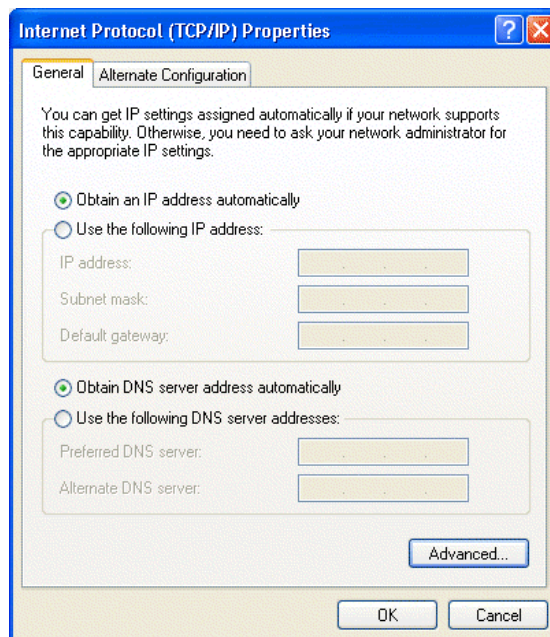 Internet Protocol (TCP/IP) Properties
General
Alternate Configuration
You can get IP settings assigned automatically if your network supports
this capability. Otherwise, you need to ask your network administrator for
the appropriate IP settings.
Obtain an IP address automatically
Use the following IP address:
IP address:
Subnet mask:
Default gateway:
Obtain DNS server address automatically
Use the following DNS server addresses:
Preferred DNS server:
Alternate DNS server:
Advanced...
OK
Cancel